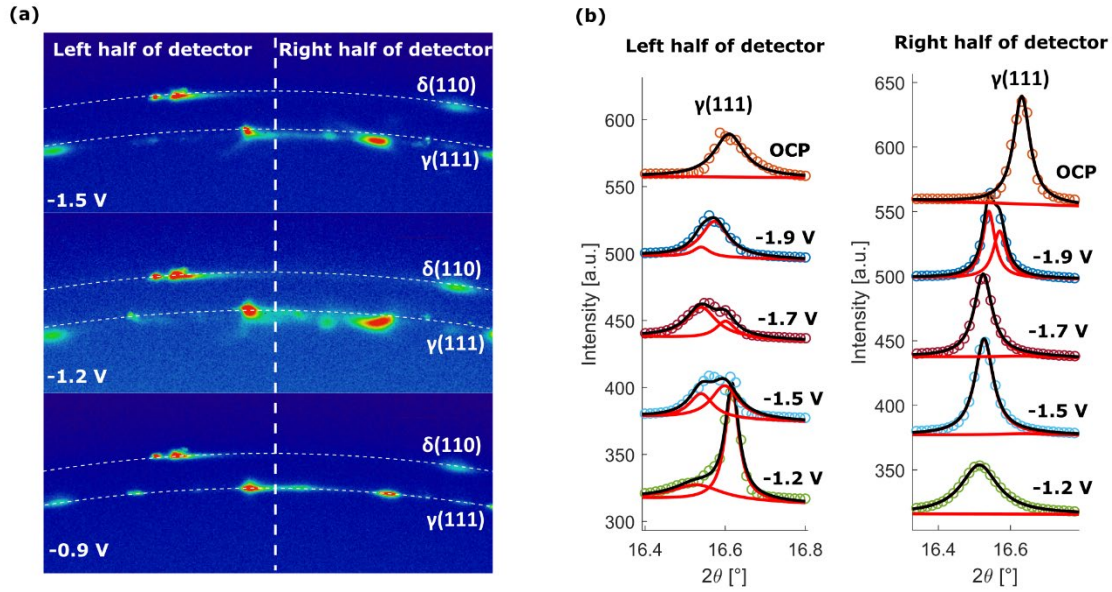 (a)
Left half of detector
Right half of detector
δ(110)
γ(111)
-1.5 V
δ(110)
γ(111)
-1.2 V
δ(110)
γ(111)
-0.9 V
(b)
Left half of detector
γ(111)
OCP
-1.9 V
-1.7 V
-1.5 V
-1.2 V
600
550
500
450
400
350
300
Intensity [a.u.]
16.4 16.6 16.8
2θ [°]
Right half of detector
γ(111)
OCP
-1.9 V
-1.7 V
-1.5 V
-1.2 V
650
600
550
500
450
400
350
Intensity [a.u.]
16.4 16.6
2θ [°]